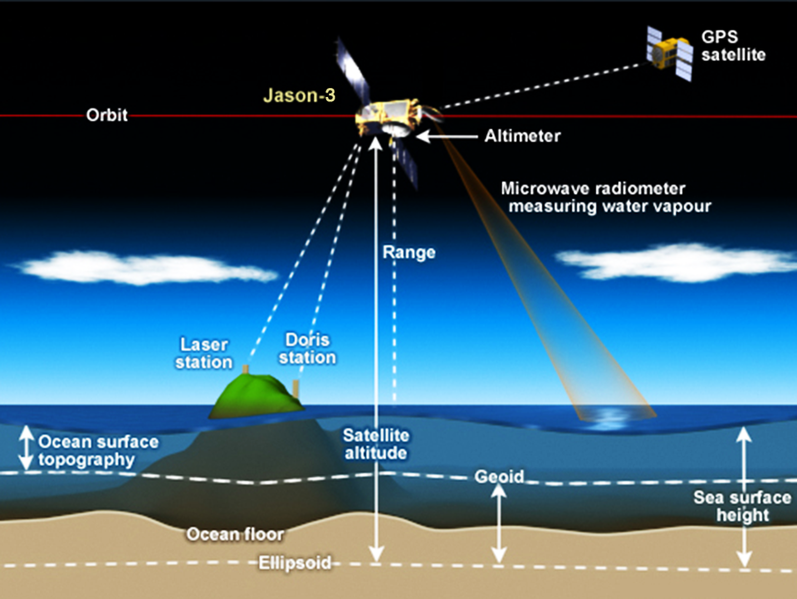 GPS
satellite
Jason-3
Orbit
Altimeter
Microwave radiometer
measuring water vapour
Range
Laser
station
Doris
station
Satellite
altitude
Ocean surface
topography
Geoid
Sea surface
height
Ocean floor
Ellipsoid